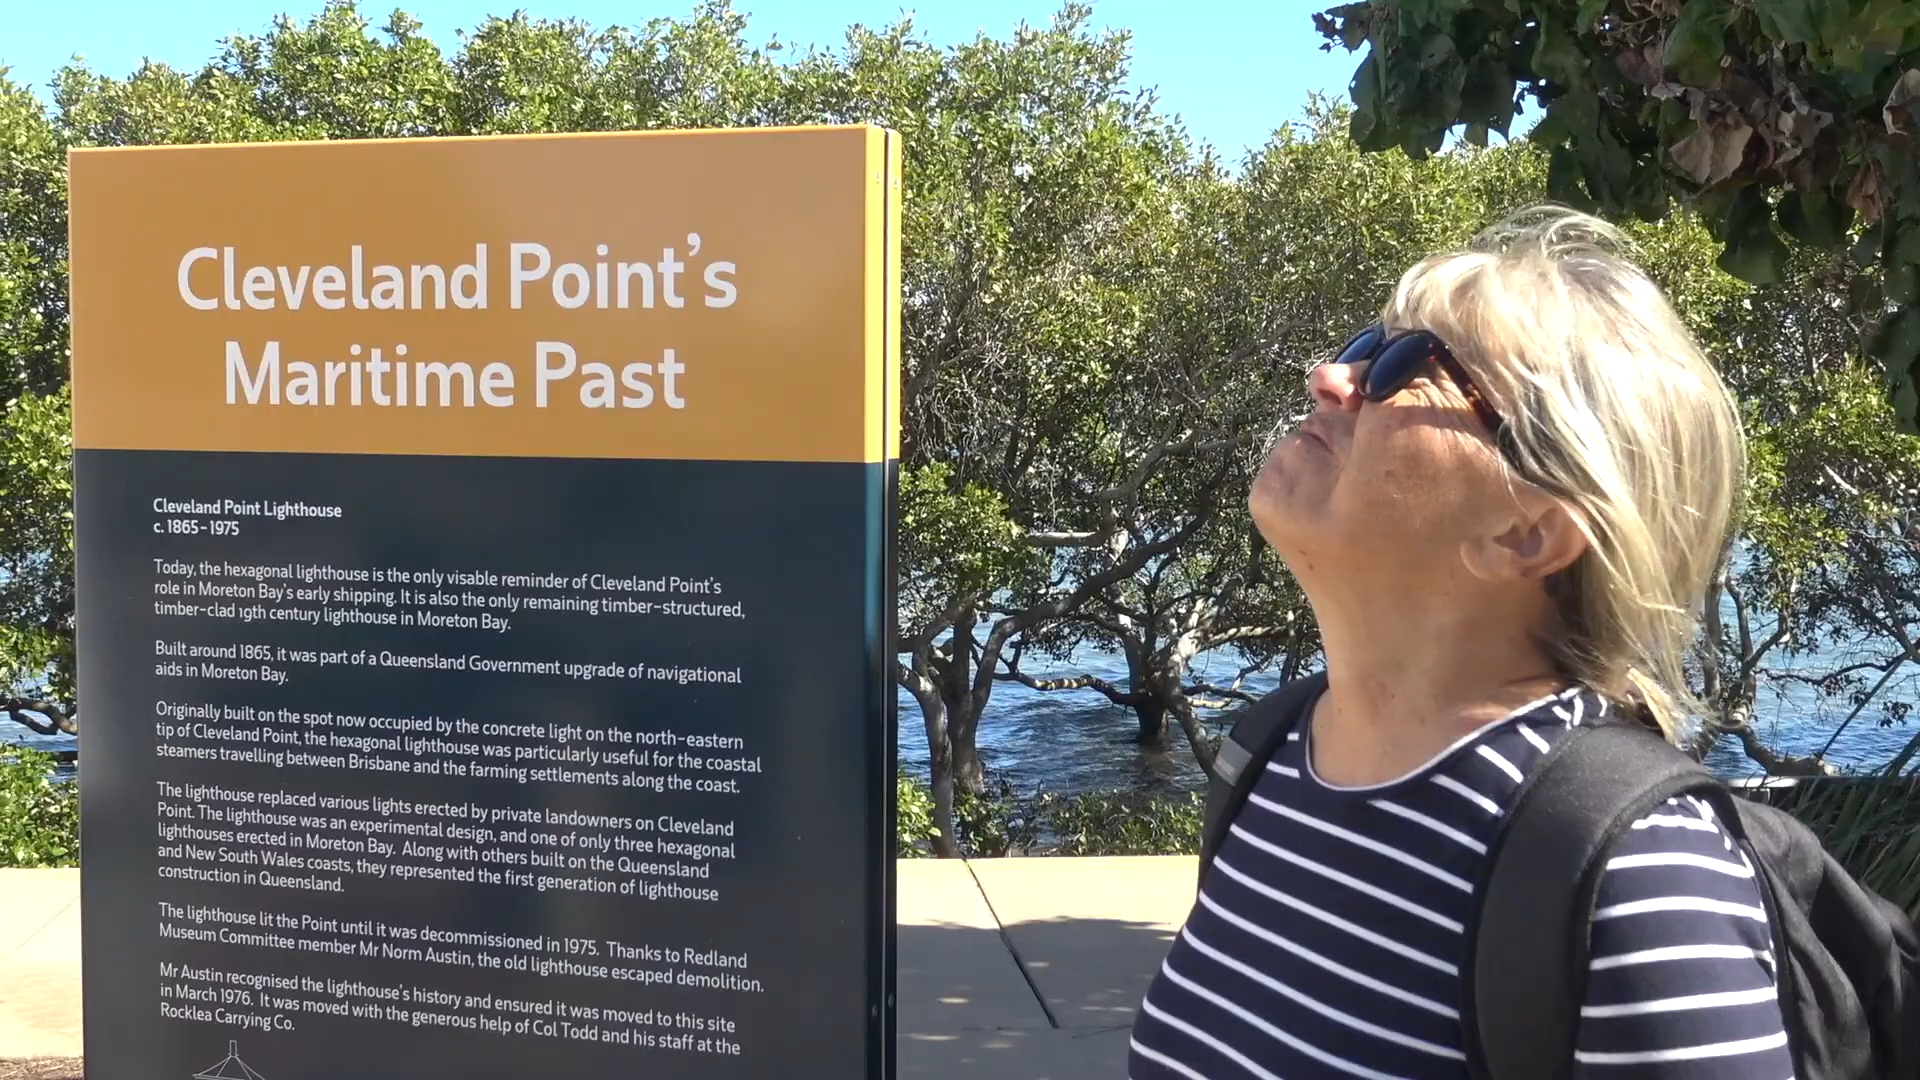 Cleveland Point's
Maritime Past
Cleveland Point Lighthouse
c. 1865-1975
Today, the hexagonal lighthouse is the only visable reminder of Cleveland Point's
role in Moreton Bay's early shipping. It is also the only remaining timber-structured,
timber-clad 19th century lighthouse in Moreton Bay.
Built around 1865, it was part of a Queensland Government upgrade of navigational
aids in Moreton Bay.
Originally built on the spot now occupied by the concrete light on the north-eastern
tip of Cleveland Point, the hexagonal lighthouse was particularly useful for the coastal
steamers travelling between Brisbane and the farming settlements along the coast.
The lighthouse replaced various lights erected by private landowners on Cleveland
Point. The lighthouse was an experimental design, and one of only three hexagonal
lighthouses erected in Moreton Bay. Along with others built on the Queensland
and New South Wales coasts, they represented the first generation of lighthouse
construction in Queensland.
The lighthouse lit the Point until it was decommissioned in 1975. Thanks to Redland
Museum Committee member Mr Norm Austin, the old lighthouse escaped demolition.
Mr Austin recognised the lighthouse's history and ensured it was moved to this site
in March 1976. It was moved with the generous help of Col Todd and his staff at the
Rocklea Carrying Co.